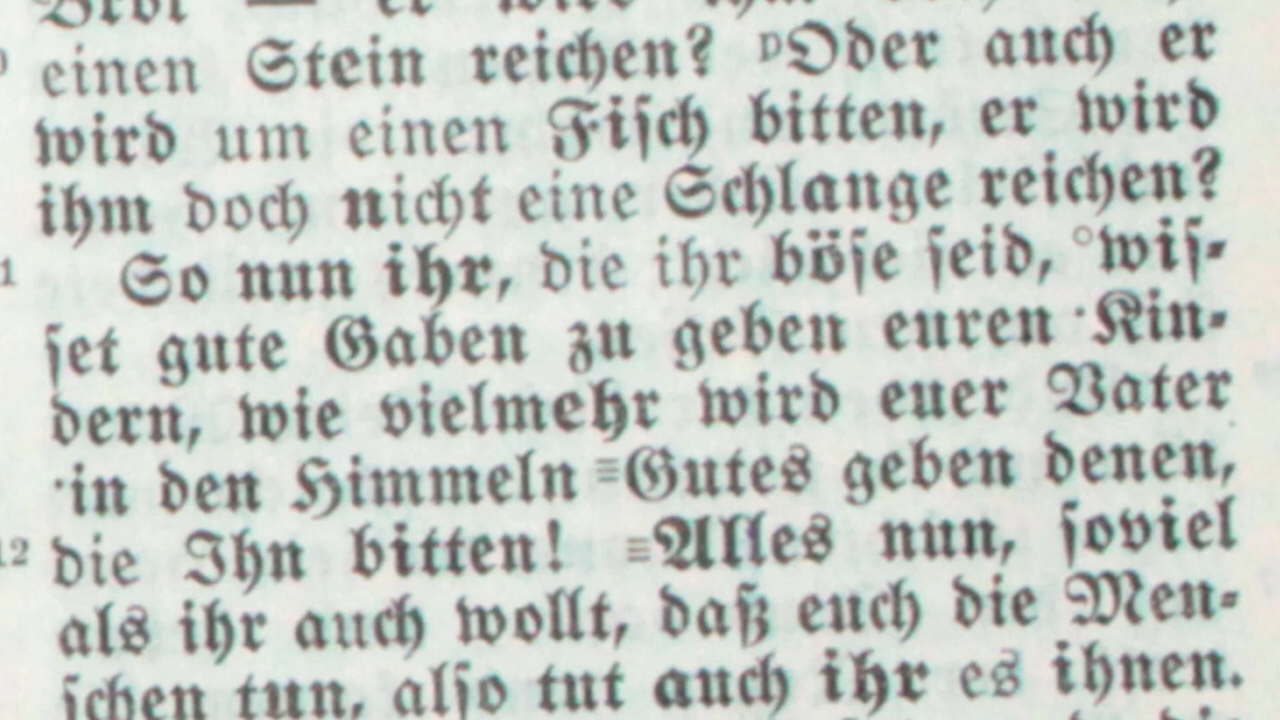 einen Stein reichen? ᴰOder auch er
wird um einen Fiſch bitten, er wird
ihm doch nicht eine Schlange reichen?
1 So nun ihr, die ihr böſe ſeid, °wiſ-
ſet gute Gaben zu geben euren ·Kin-
dern, wie vielmehr wird euer Vater
·in den Himmeln ≡Gutes geben denen,
12 die Ihn bitten! ≡Alles nun, ſoviel
als ihr auch wollt, daß euch die Men-
ſchen tun, alſo tut auch ihr es ihnen.